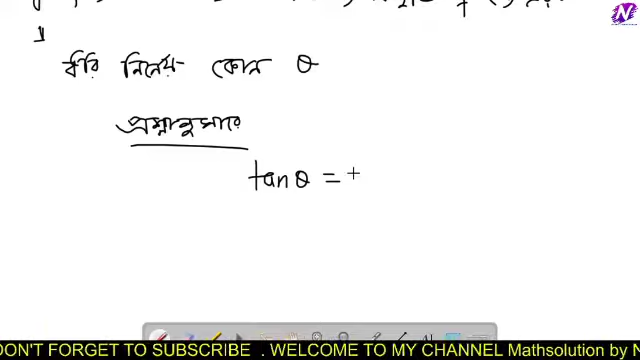 ধরি নির্নেয় কোন θ
প্রশ্নানুসারে
tanθ = +
DON'T FORGET TO SUBSCRIBE . WELCOME TO MY CHANNEL Mathsolution by N